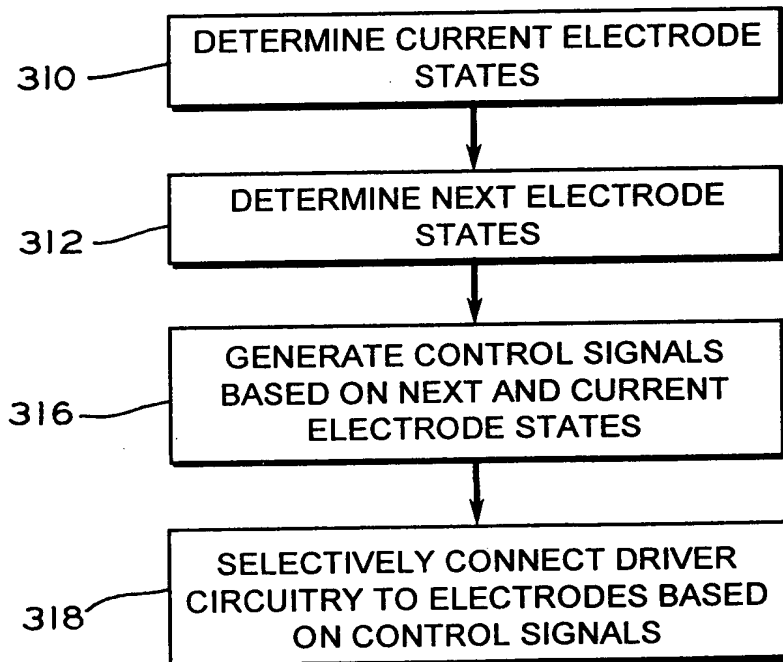 DETERMINE CURRENT ELECTRODE
STATES
310
DETERMINE NEXT ELECTRODE
STATES
312
GENERATE CONTROL SIGNALS
BASED ON NEXT AND CURRENT
ELECTRODE STATES
316
SELECTIVELY CONNECT DRIVER
CIRCUITRY TO ELECTRODES BASED
ON CONTROL SIGNALS
318